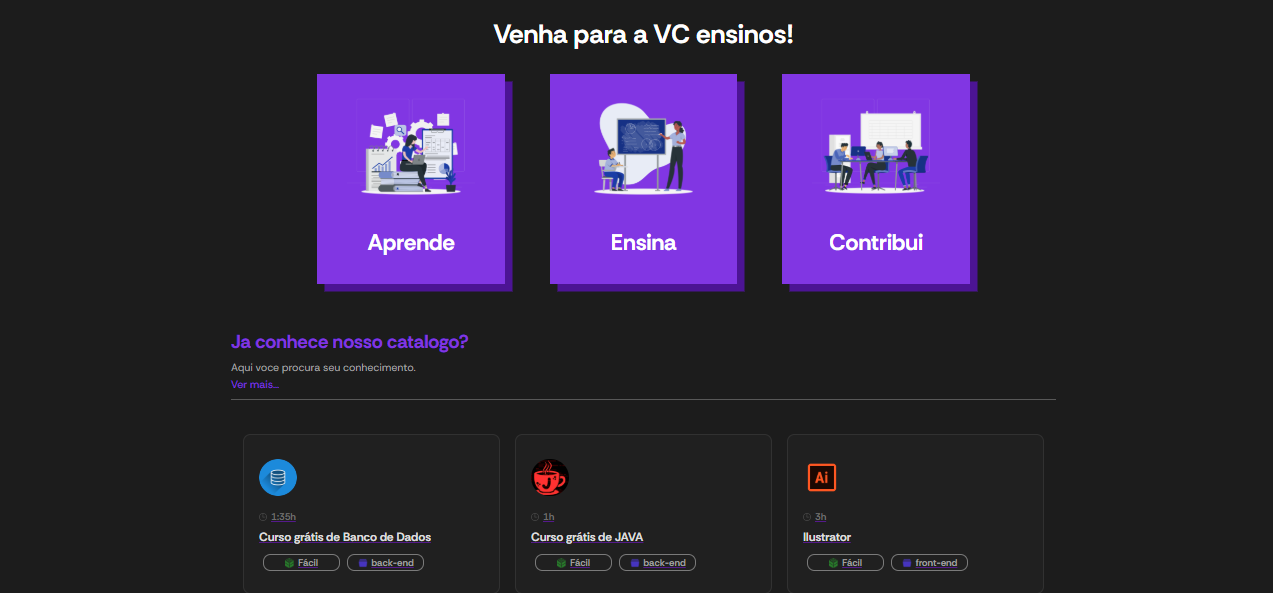 Venha para a VC ensinos!
Aprende
Ensina
Contribui
Ja conhece nosso catalogo?
Aqui voce procura seu conhecimento.
Ver mais...
1:35h
Curso grátis de Banco de Dados
Fácil
back-end
J
1h
Curso grátis de JAVA
Fácil
back-end
Ai
3h
Ilustrator
Fácil
front-end